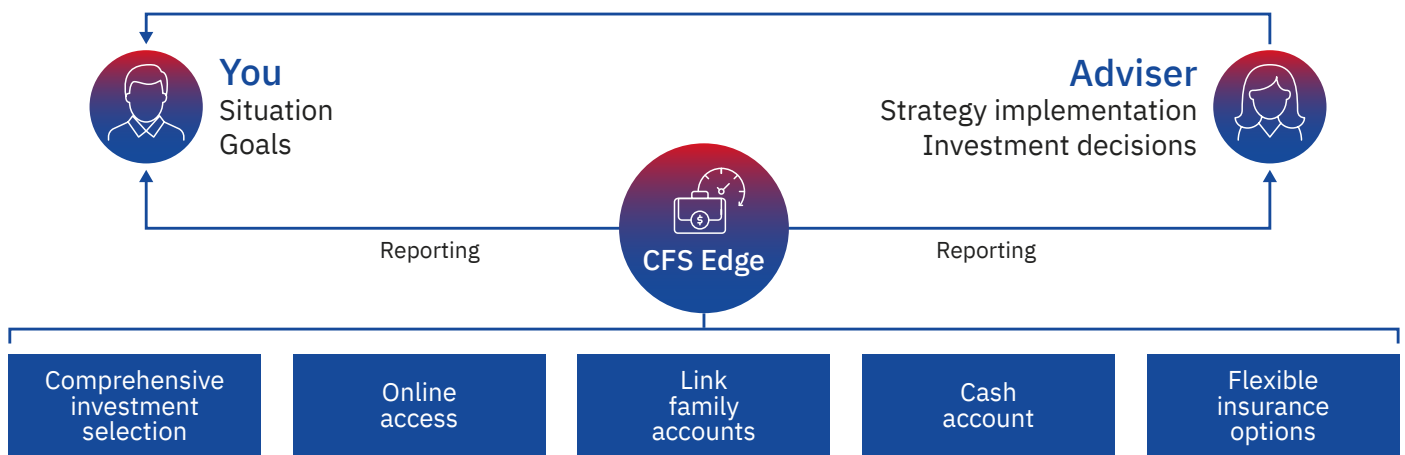 You
Situation
Goals
Adviser
Strategy implementation
Investment decisions
Reporting
$
CFS Edge
Reporting
Comprehensive
investment
selection
Online
access
Link
family
accounts
Cash
account
Flexible
insurance
options